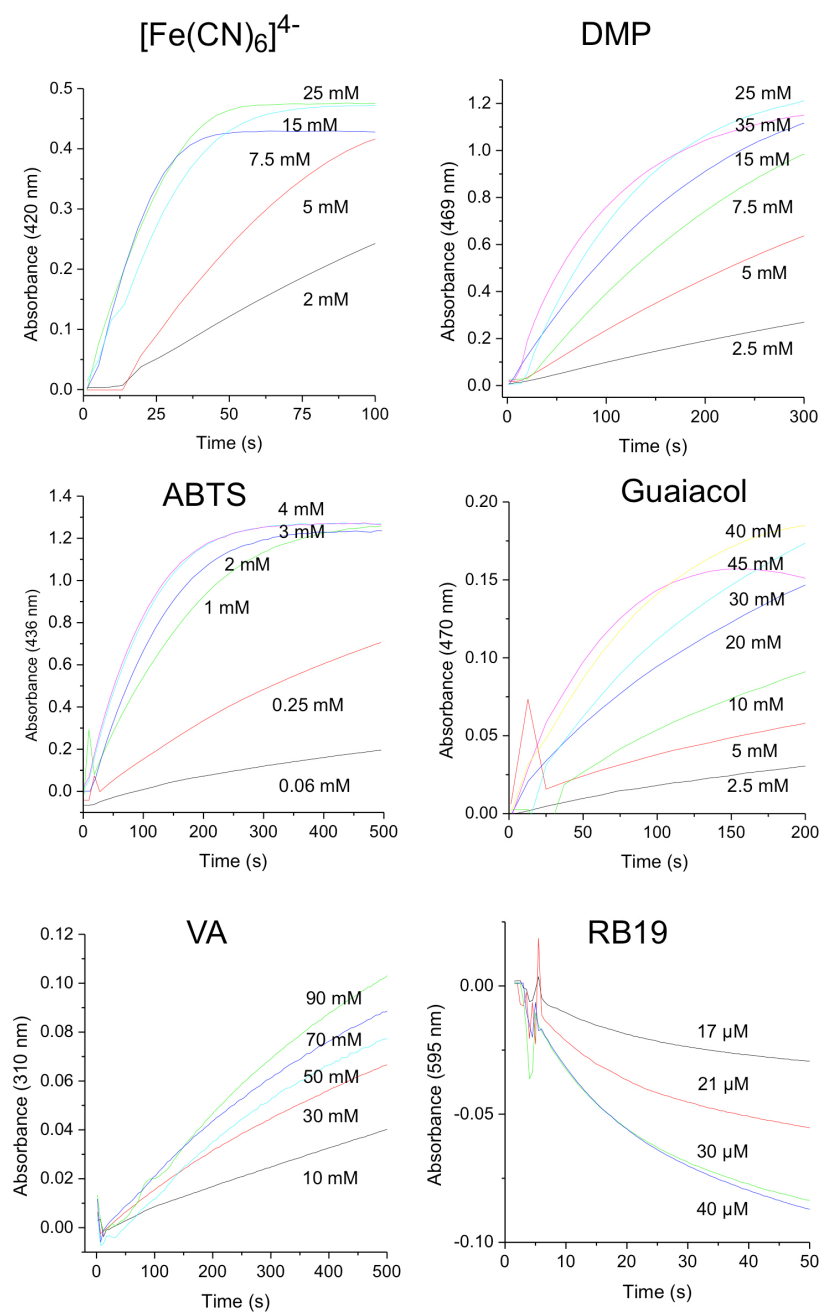 [Fe(CN)6]4-
0.5
0.4
0.3
0.2
0.1
0.0
Absorbance (420 nm)
25 mM
15 mM
7.5 mM
5 mM
2 mM
0 25 50 75 100
Time (s)
DMP
1.2
1.0
0.8
0.6
0.4
0.2
0.0
Absorbance (469 nm)
25 mM
35 mM
15 mM
7.5 mM
5 mM
2.5 mM
0 100 200 300
Time (s)
ABTS
1.4
1.2
1.0
0.8
0.6
0.4
0.2
0.0
Absorbance (436 nm)
4 mM
3 mM
2 mM
1 mM
0.25 mM
0.06 mM
0 100 200 300 400 500
Time (s)
Guaiacol
0.20
0.15
0.10
0.05
0.00
Absorbance (470 nm)
40 mM
45 mM
30 mM
20 mM
10 mM
5 mM
2.5 mM
0 50 100 150 200
Time (s)
VA
0.12
0.10
0.08
0.06
0.04
0.02
0.00
Absorbance (310 nm)
90 mM
70 mM
50 mM
30 mM
10 mM
0 100 200 300 400 500
Time (s)
RB19
0.00
-0.05
-0.10
Absorbance (595 nm)
17 µM
21 µM
30 µM
40 µM
0 10 20 30 40 50
Time (s)